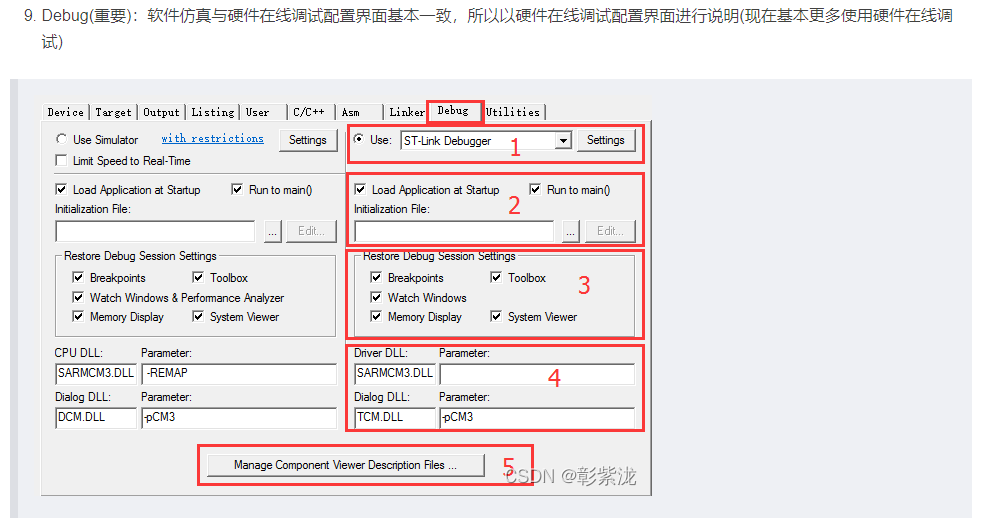 9. Debug(重要)：软件仿真与硬件在线调试配置界面基本一致，所以以硬件在线调试配置界面进行说明(现在基本更多使用硬件在线调
试)
Device Target Output Listing User C/C++ Asm Linker Debug Utilities
Use Simulator with restrictions Settings Use: ST-Link Debugger 1 Settings
Limit Speed to Real-Time
Load Application at Startup Run to main() Load Application at Startup Run to main()
Initialization File: Initialization File: 2
... Edit... ... Edit...
Restore Debug Session Settings Restore Debug Session Settings
Breakpoints Toolbox Breakpoints Toolbox 3
Watch Windows & Performance Analyzer Watch Windows
Memory Display System Viewer Memory Display System Viewer
CPU DLL: Parameter: Driver DLL: Parameter:
SARMCM3.DLL -REMAP SARMCM3.DLL 4
Dialog DLL: Parameter: Dialog DLL: Parameter:
DCM.DLL -pCM3 TCM.DLL -pCM3
Manage Component Viewer Description Files ... 5
CSDN @彰紫泷